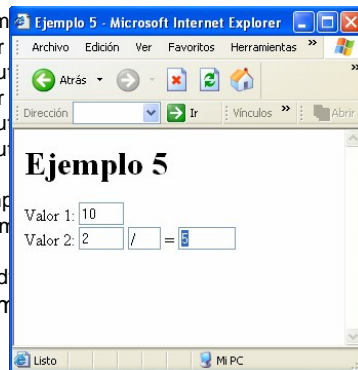 Ejemplo 5 - Microsoft Internet Explorer
Archivo Edición Ver Favoritos Herramientas »
Atrás »
Dirección Ir Vínculos » Abrir
Ejemplo 5
Valor 1: 10
Valor 2: 2 / = 5
Listo Mi PC